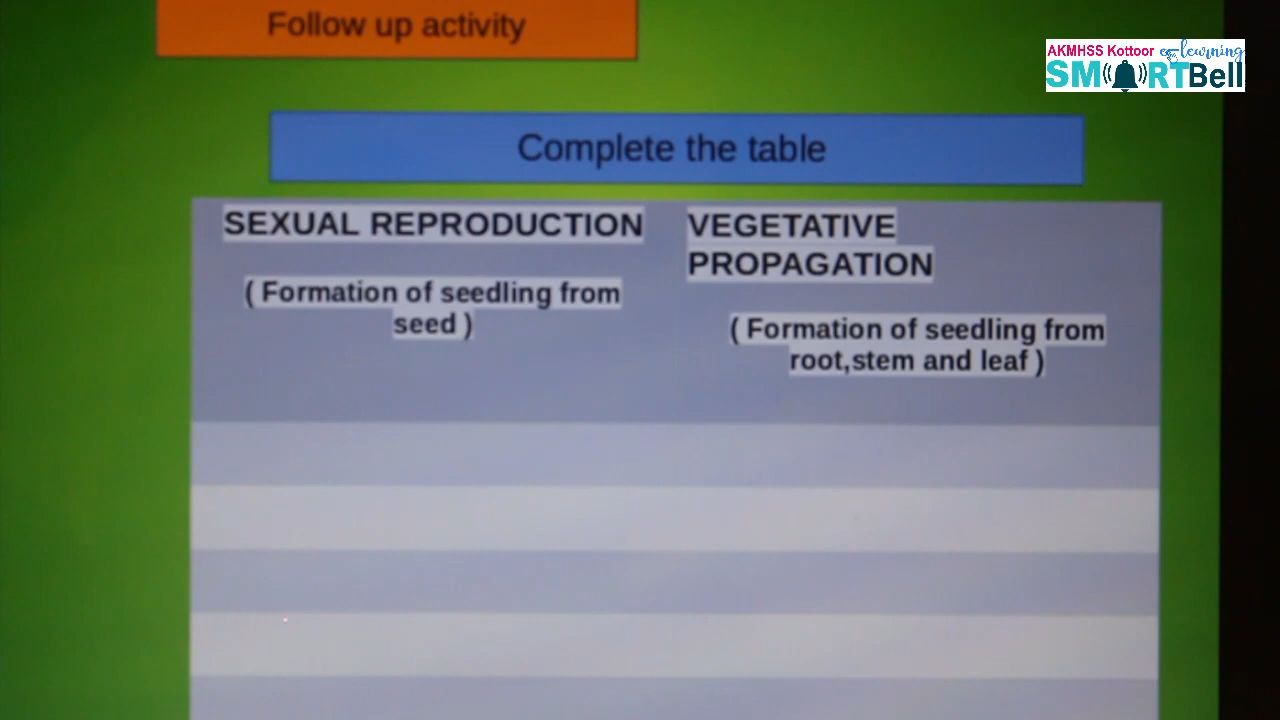 Follow up activity
AKMHSS Kottoor e-learning
SMARTBell
Complete the table
SEXUAL REPRODUCTION
( Formation of seedling from
seed )
VEGETATIVE
PROPAGATION
( Formation of seedling from
root,stem and leaf )